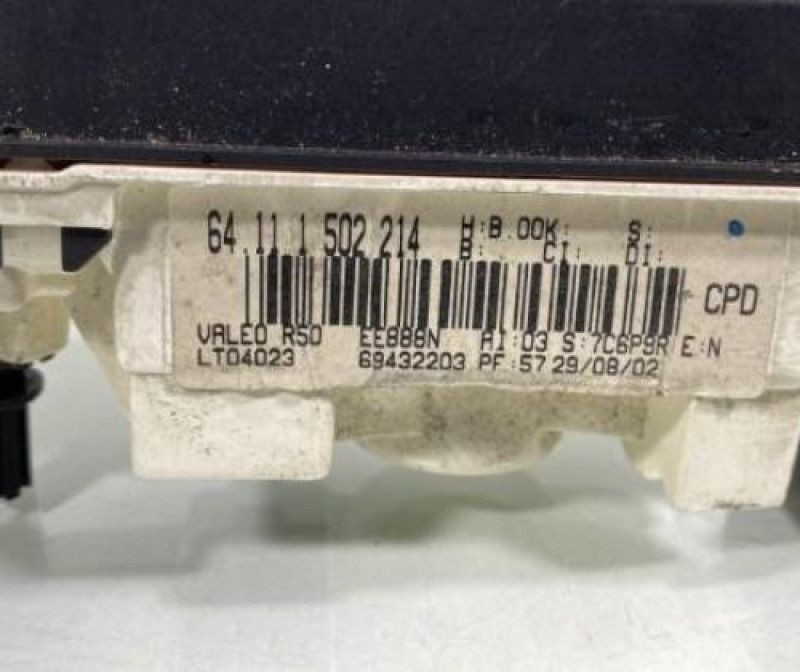 64.11 1 502 214 H:B.00K: S:
B:. CI: DI:
CPD
VALEO R50 EE886N AI:03 S:7C6P9R E:N
LT04023 69432203 PF:57 29/08/02